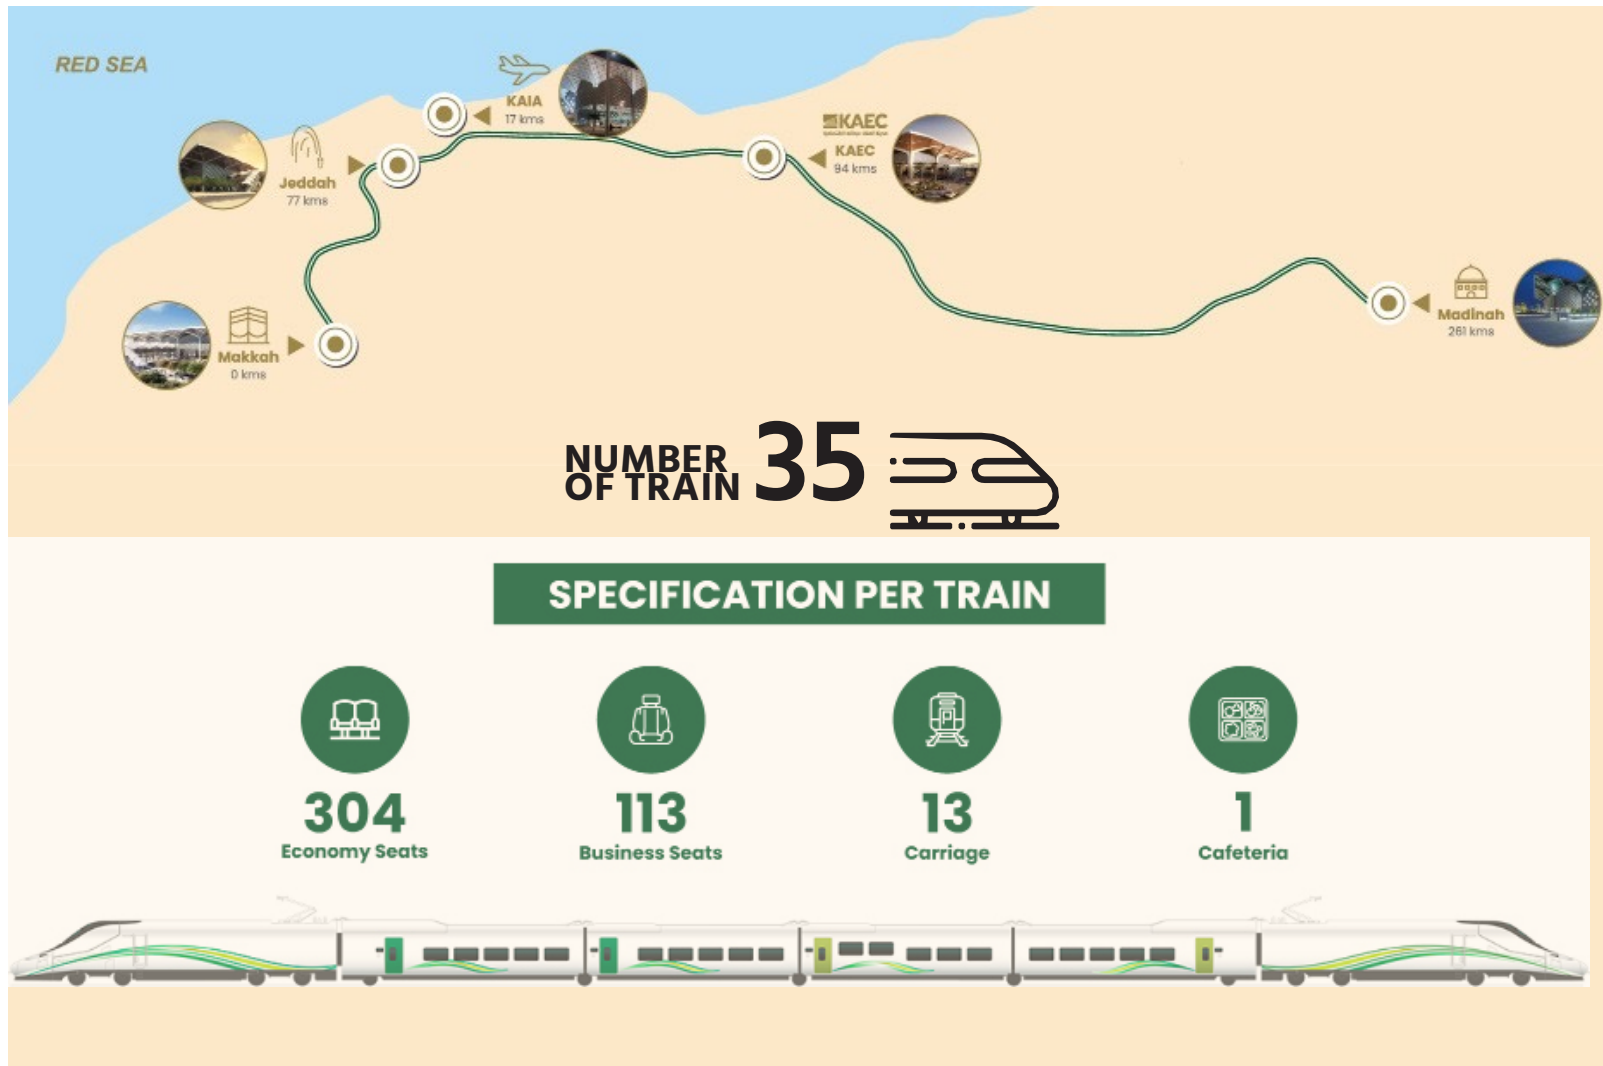 RED SEA
KAIA
17 kms
KAEC
KAEC
94 kms
Jeddah
77 kms
Makkah
0 kms
Madinah
261 kms
NUMBER
OF TRAIN
35
SPECIFICATION PER TRAIN
304
Economy Seats
113
Business Seats
13
Carriage
1
Cafeteria